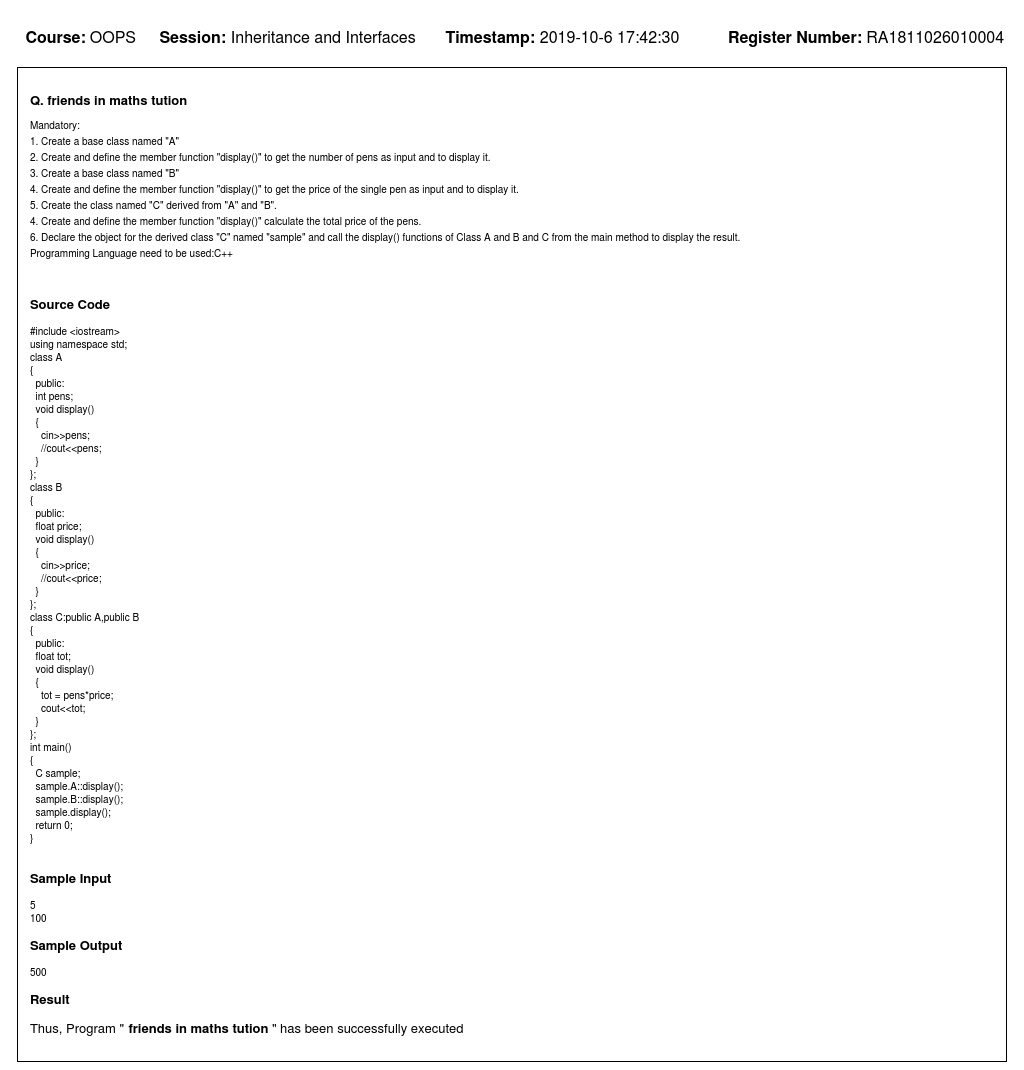 Course: OOPS Session: Inheritance and Interfaces Timestamp: 2019-10-6 17:42:30 Register Number: RA1811026010004
Q. friends in maths tution
Mandatory:
1. Create a base class named "A"
2. Create and define the member function "display()" to get the number of pens as input and to display it.
3. Create a base class named "B"
4. Create and define the member function "display()" to get the price of the single pen as input and to display it.
5. Create the class named "C" derived from "A" and "B".
4. Create and define the member function "display()" calculate the total price of the pens.
6. Declare the object for the derived class "C" named "sample" and call the display() functions of Class A and B and C from the main method to display the result.
Programming Language need to be used:C++
Source Code
#include <iostream>
using namespace std;
class A
{
public:
int pens;
void display()
{
cin>>pens;
//cout<<pens;
}
};
class B
{
public:
float price;
void display()
{
cin>>price;
//cout<<price;
}
};
class C:public A,public B
{
public:
float tot;
void display()
{
tot = pens*price;
cout<<tot;
}
};
int main()
{
C sample;
sample.A::display();
sample.B::display();
sample.display();
return 0;
}
Sample Input
5
100
Sample Output
500
Result
Thus, Program " friends in maths tution " has been successfully executed